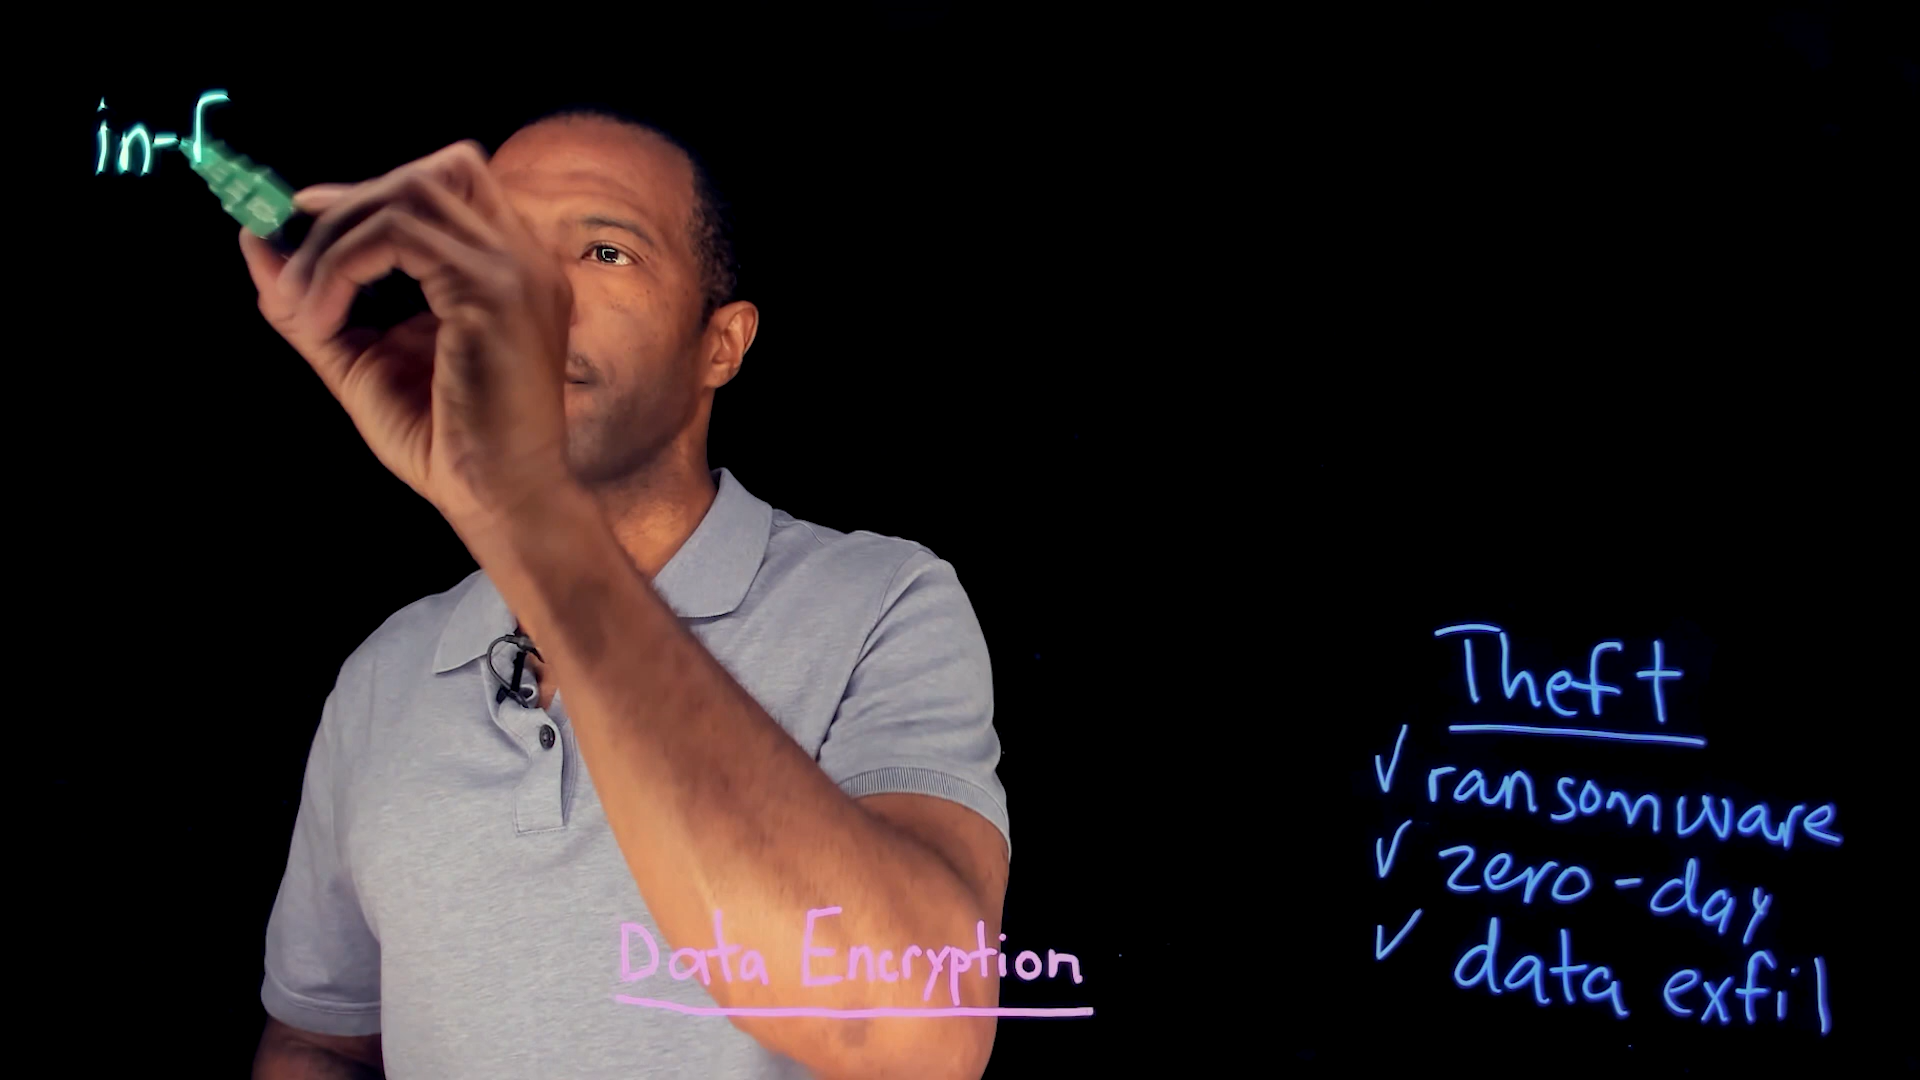 in-f
Data Encryption
Theft
✓ ransomware
✓ zero-day
✓ data exfil